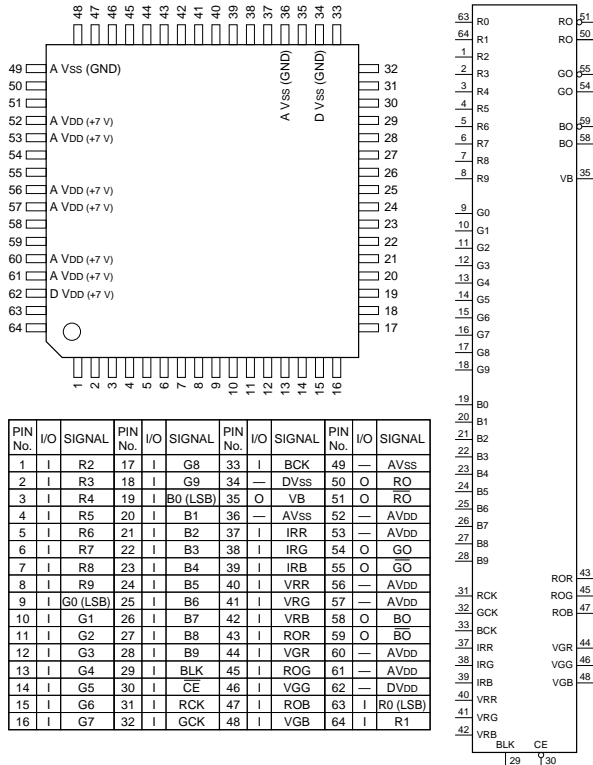 48 47 46 45 44 43 42 41 40 39 38 37 36 35 34 33
49 A VSS (GND)
50
51
52 A VDD (+7 V)
53 A VDD (+7 V)
54
55
56 A VDD (+7 V)
57 A VDD (+7 V)
58
59
60 A VDD (+7 V)
61 A VDD (+7 V)
62 D VDD (+7 V)
63
64
A VSS (GND)
D VSS (GND)
32
31
30
29
28
27
26
25
24
23
22
21
20
19
18
17
1 2 3 4 5 6 7 8 9 10 11 12 13 14 15 16
PIN No. I/O SIGNAL PIN No. I/O SIGNAL PIN No. I/O SIGNAL PIN No. I/O SIGNAL
1 I R2 17 I G8 33 I BCK 49 — AVSS
2 I R3 18 I G9 34 — DVSS 50 O RO
3 I R4 19 I B0 (LSB) 35 O VB 51 O R̅O̅
4 I R5 20 I B1 36 — AVSS 52 — AVDD
5 I R6 21 I B2 37 I IRR 53 — AVDD
6 I R7 22 I B3 38 I IRG 54 O GO
7 I R8 23 I B4 39 I IRB 55 O G̅O̅
8 I R9 24 I B5 40 I VRR 56 — AVDD
9 I G0 (LSB) 25 I B6 41 I VRG 57 — AVDD
10 I G1 26 I B7 42 I VRB 58 O BO
11 I G2 27 I B8 43 I ROR 59 O B̅O̅
12 I G3 28 I B9 44 I VGR 60 — AVDD
13 I G4 29 I BLK 45 I ROG 61 — AVDD
14 I G5 30 I C̅E̅ 46 I VGG 62 — DVDD
15 I G6 31 I RCK 47 I ROB 63 I R0 (LSB)
16 I G7 32 I GCK 48 I VGB 64 I R1
63 R0 RO 51
64 R1 RO 50
1 R2
2 R3 GO 55
3 R4 GO 54
4 R5
5 R6 BO 59
6 R7 BO 58
7 R8
8 R9 VB 35
9 G0
10 G1
11 G2
12 G3
13 G4
14 G5
15 G6
16 G7
17 G8
18 G9
19 B0
20 B1
21 B2
22 B3
23 B4
24 B5
25 B6
26 B7
27 B8
28 B9
ROR 43
31 RCK ROG 45
32 GCK ROB 47
33 BCK
37 IRR VGR 44
38 IRG VGG 46
39 IRB VGB 48
40 VRR
41 VRG
42 VRB
BLK CE
29 30